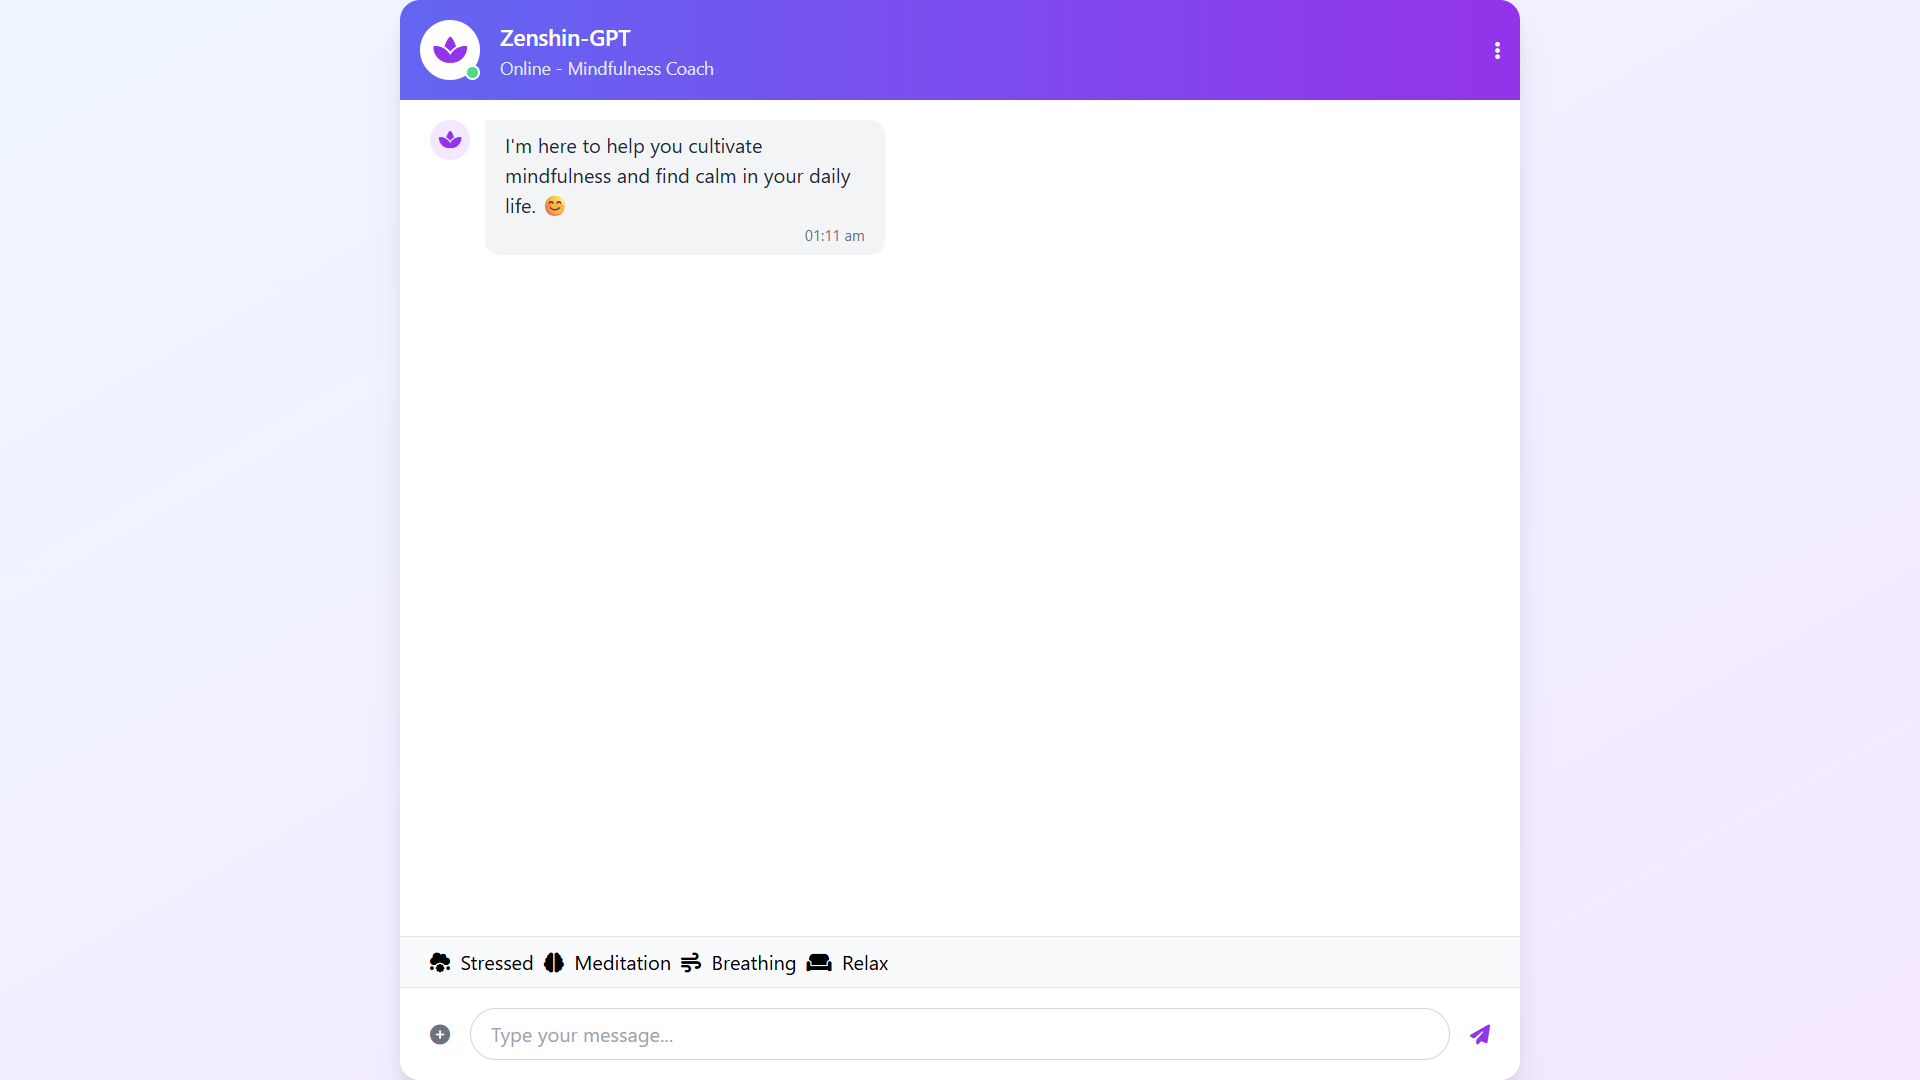 Zenshin-GPT
Online - Mindfulness Coach
I'm here to help you cultivate
mindfulness and find calm in your daily
life. 😊
01:11 am
Stressed Meditation Breathing Relax
Type your message...